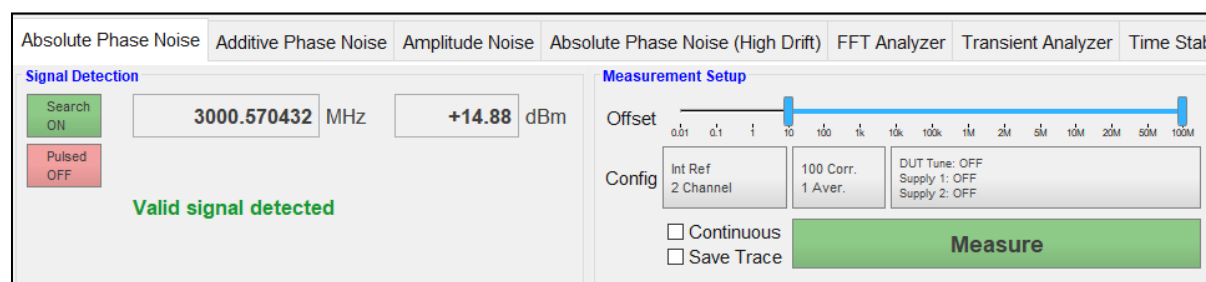 Absolute Phase Noise Additive Phase Noise Amplitude Noise Absolute Phase Noise (High Drift) FFT Analyzer Transient Analyzer Time Stab
Signal Detection
Search
ON
3000.570432 MHz +14.88 dBm
Pulsed
OFF
Valid signal detected
Measurement Setup
Offset
0.01 0.1 1 10 100 1k 10k 100k 1M 2M 5M 10M 20M 50M 100M
Config
Int Ref
2 Channel
100 Corr.
1 Aver.
DUT Tune: OFF
Supply 1: OFF
Supply 2: OFF
Continuous
Save Trace
Measure